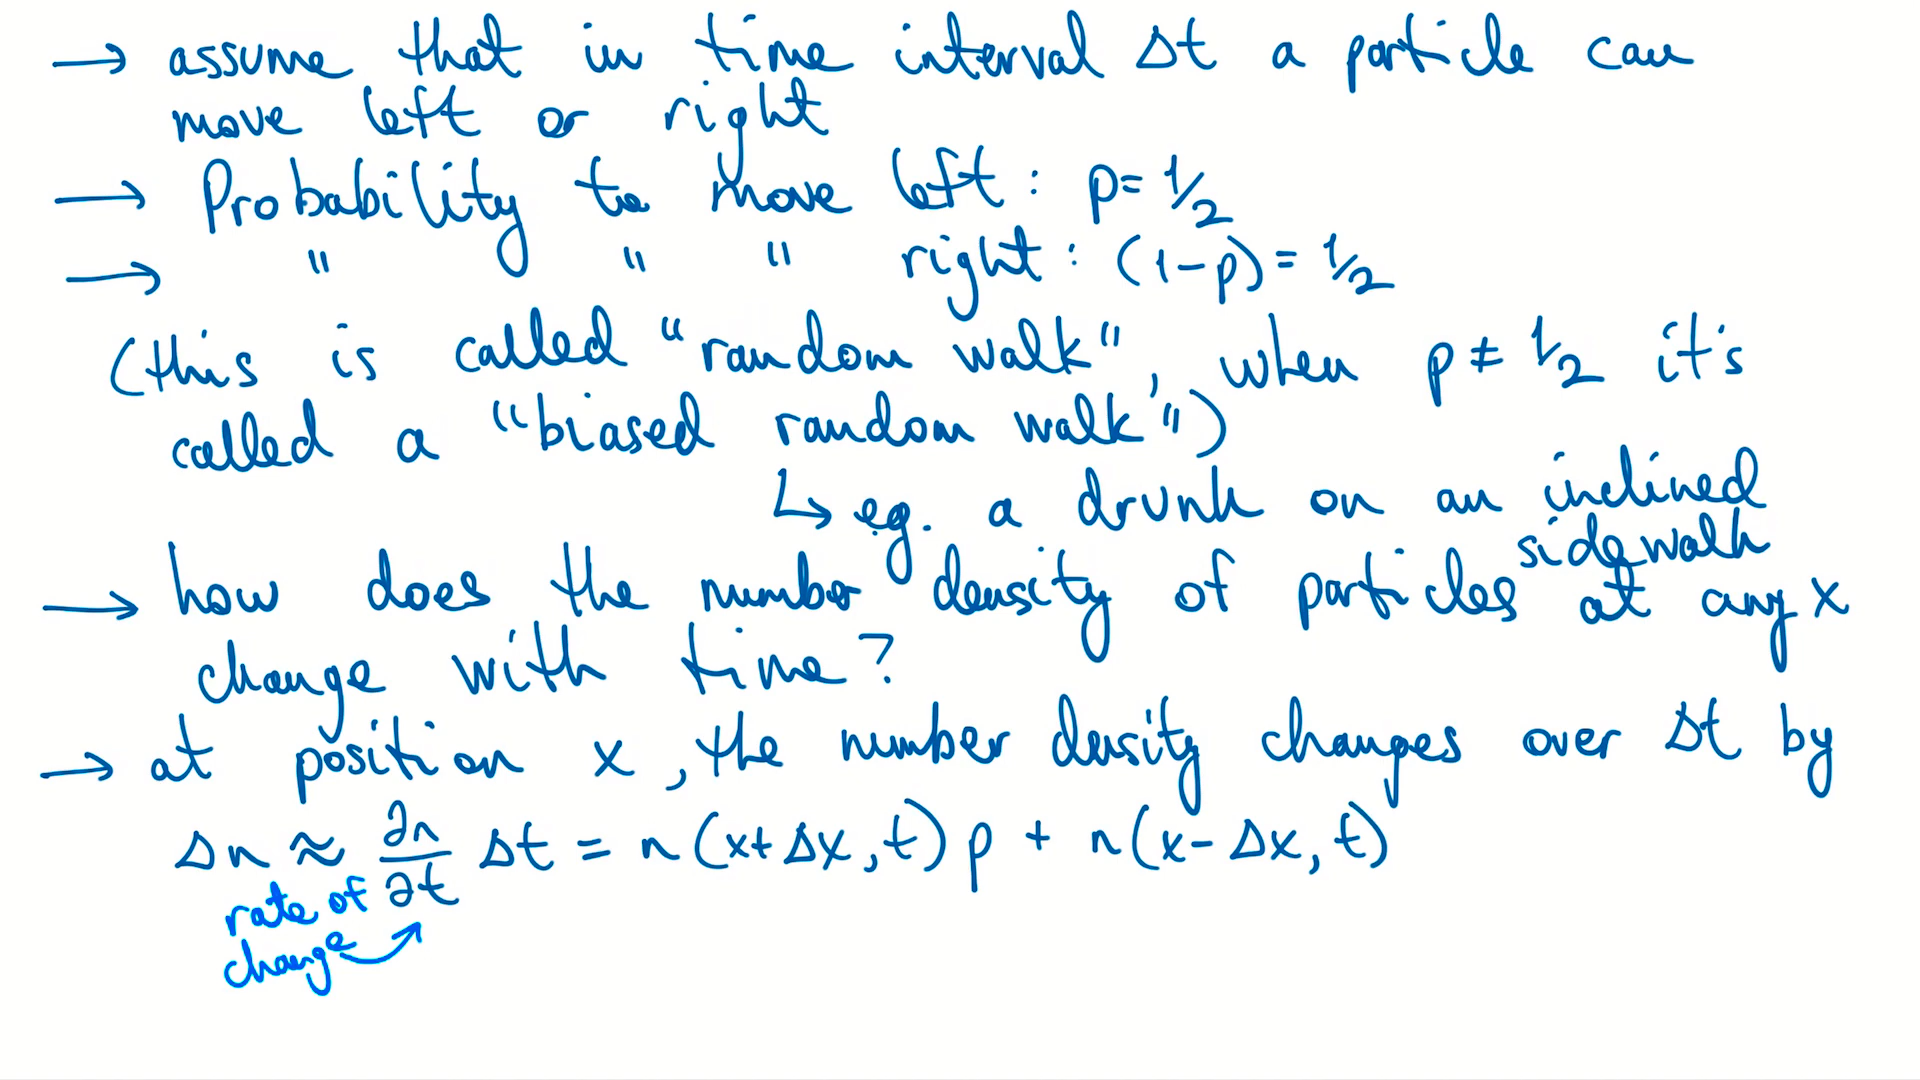 → assume that in time interval Δt a particle can
move left or right
→ Probability to move left: p = 1/2
→ " " " right: (1-p) = 1/2
(this is called "random walk", when p ≠ 1/2 it's
called a "biased random walk")
↳ eg. a drunk on an inclined
sidewalk
→ how does the number density of particles at any x
change with time?
→ at position x, the number density changes over Δt by
Δn ≈ ∂n/∂t Δt = n(x+Δx,t)p + n(x-Δx,t)
rate of
change